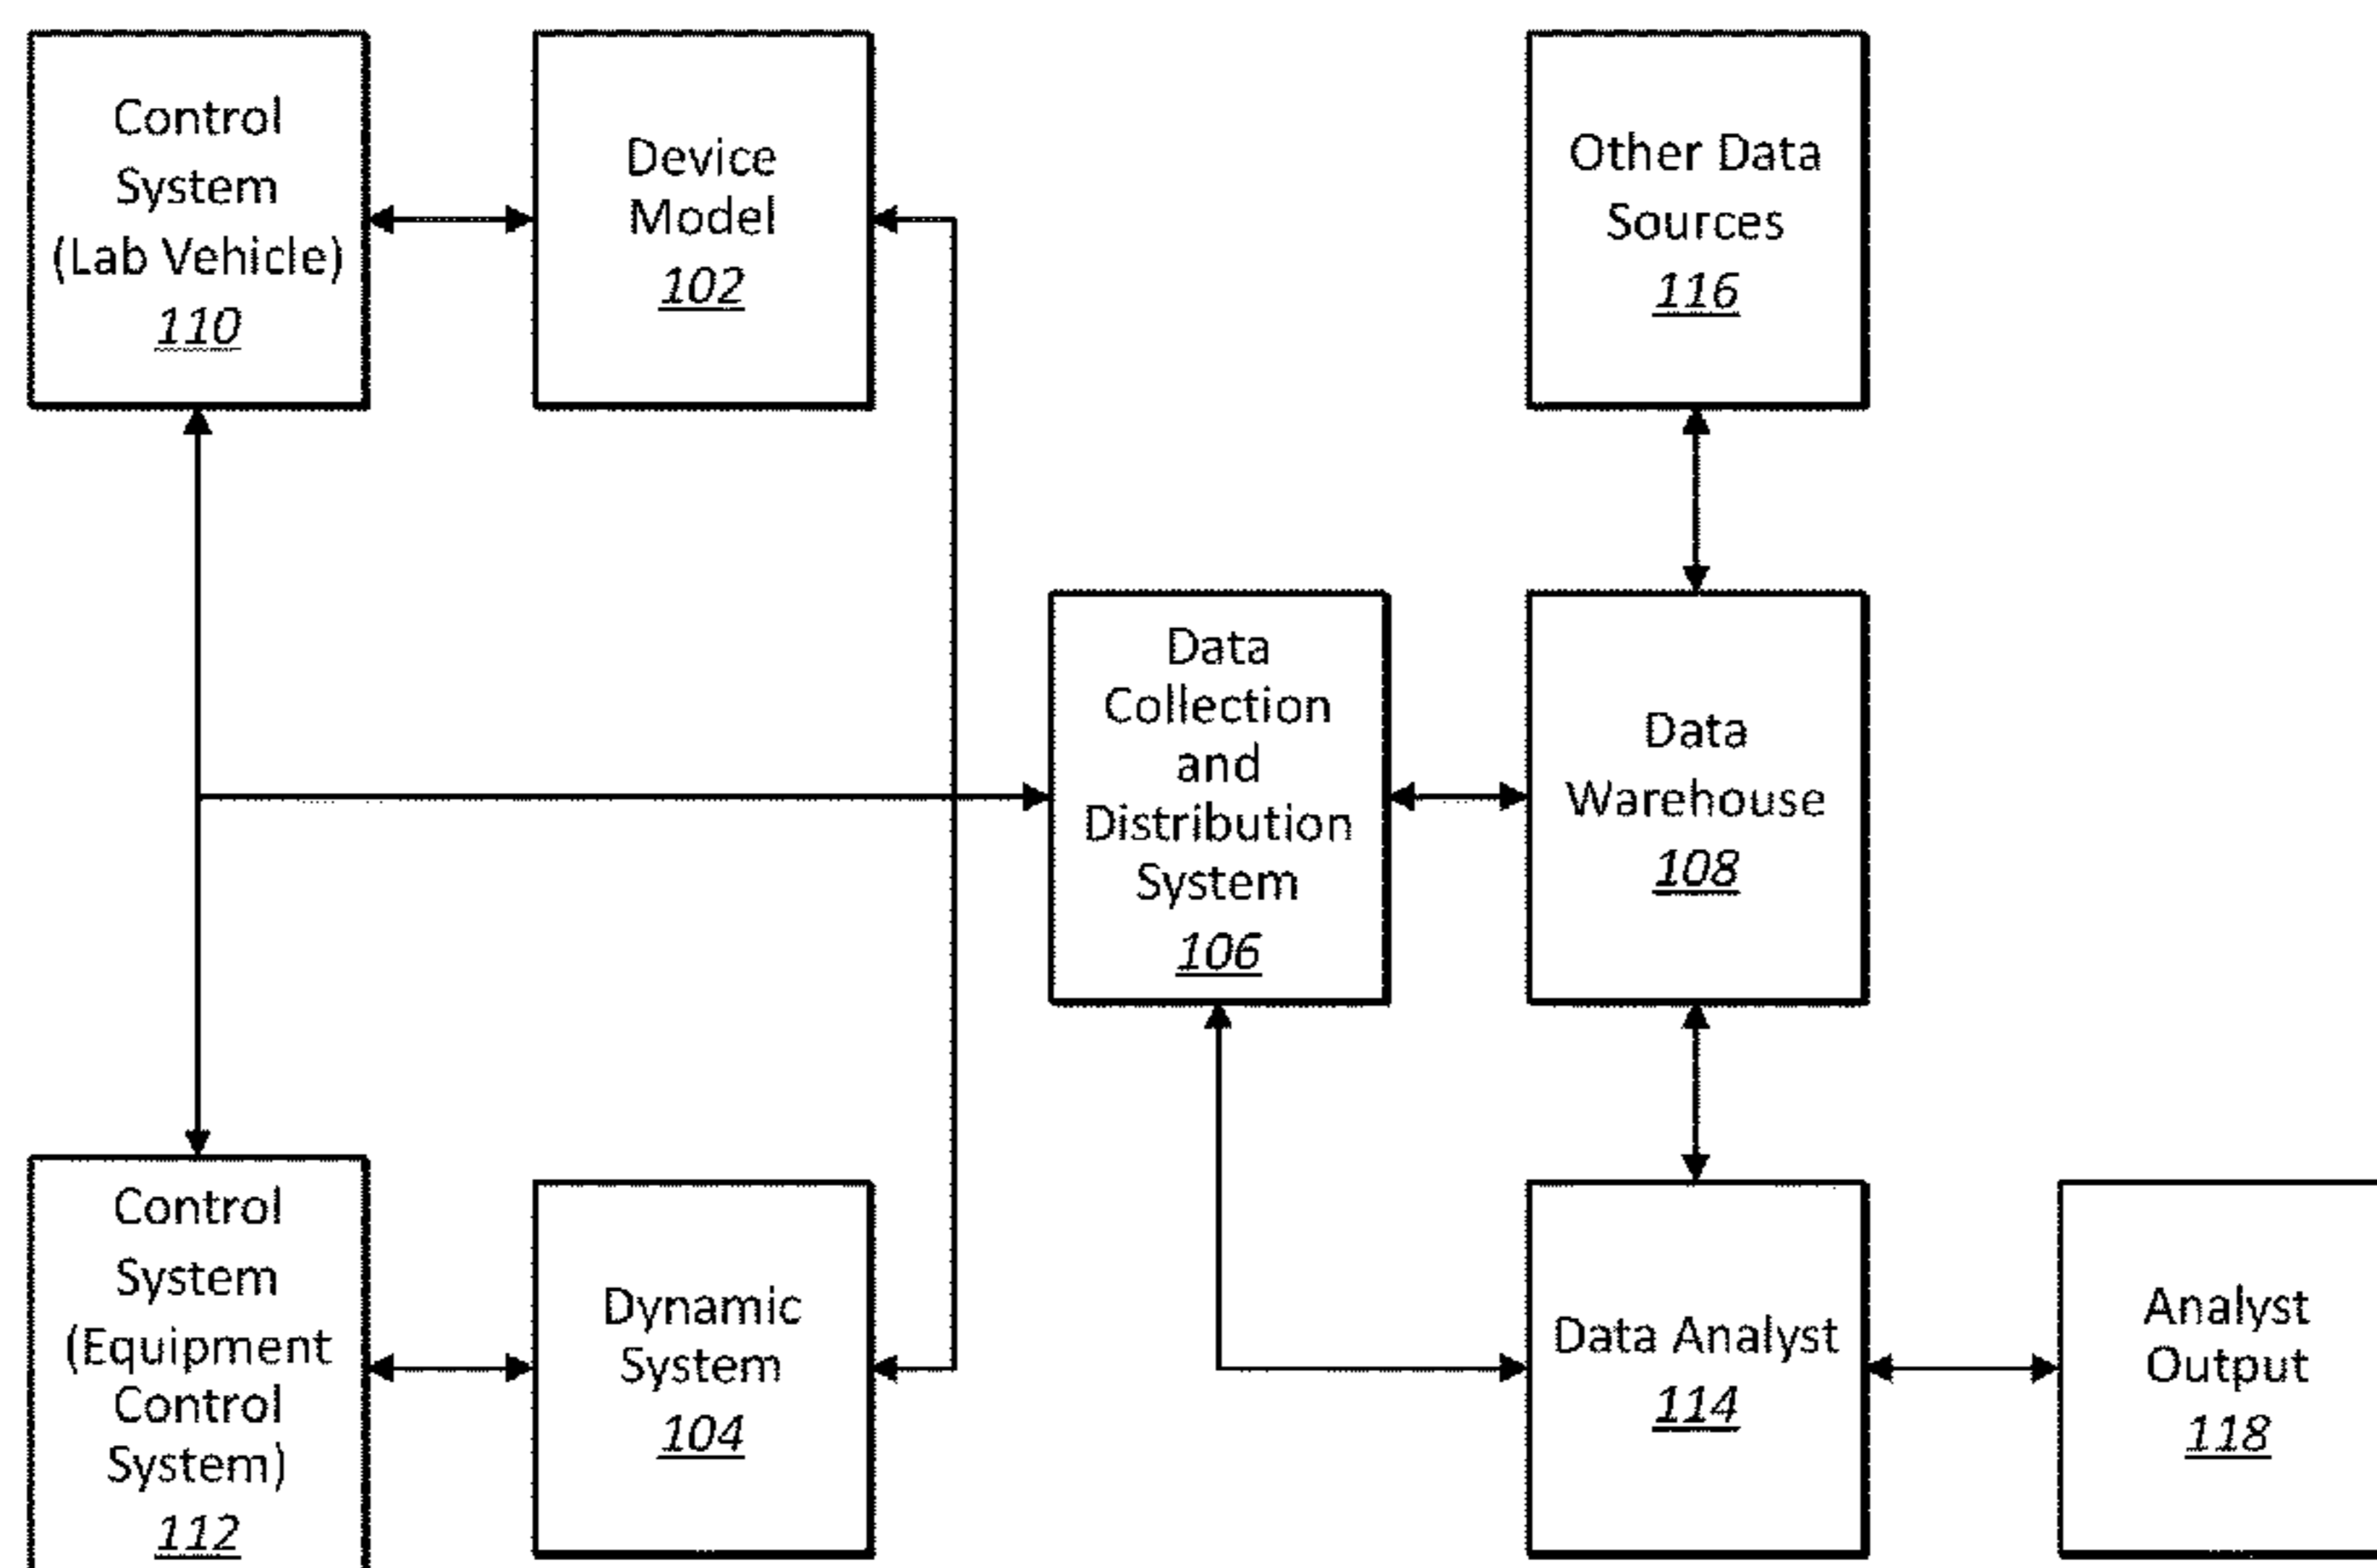 Control
System
(Lab Vehicle)
110
Device
Model
102
Other Data
Sources
116
Data
Collection
and
Distribution
System
106
Data
Warehouse
108
Control
System
(Equipment
Control
System)
112
Dynamic
System
104
Data Analyst
114
Analyst
Output
118